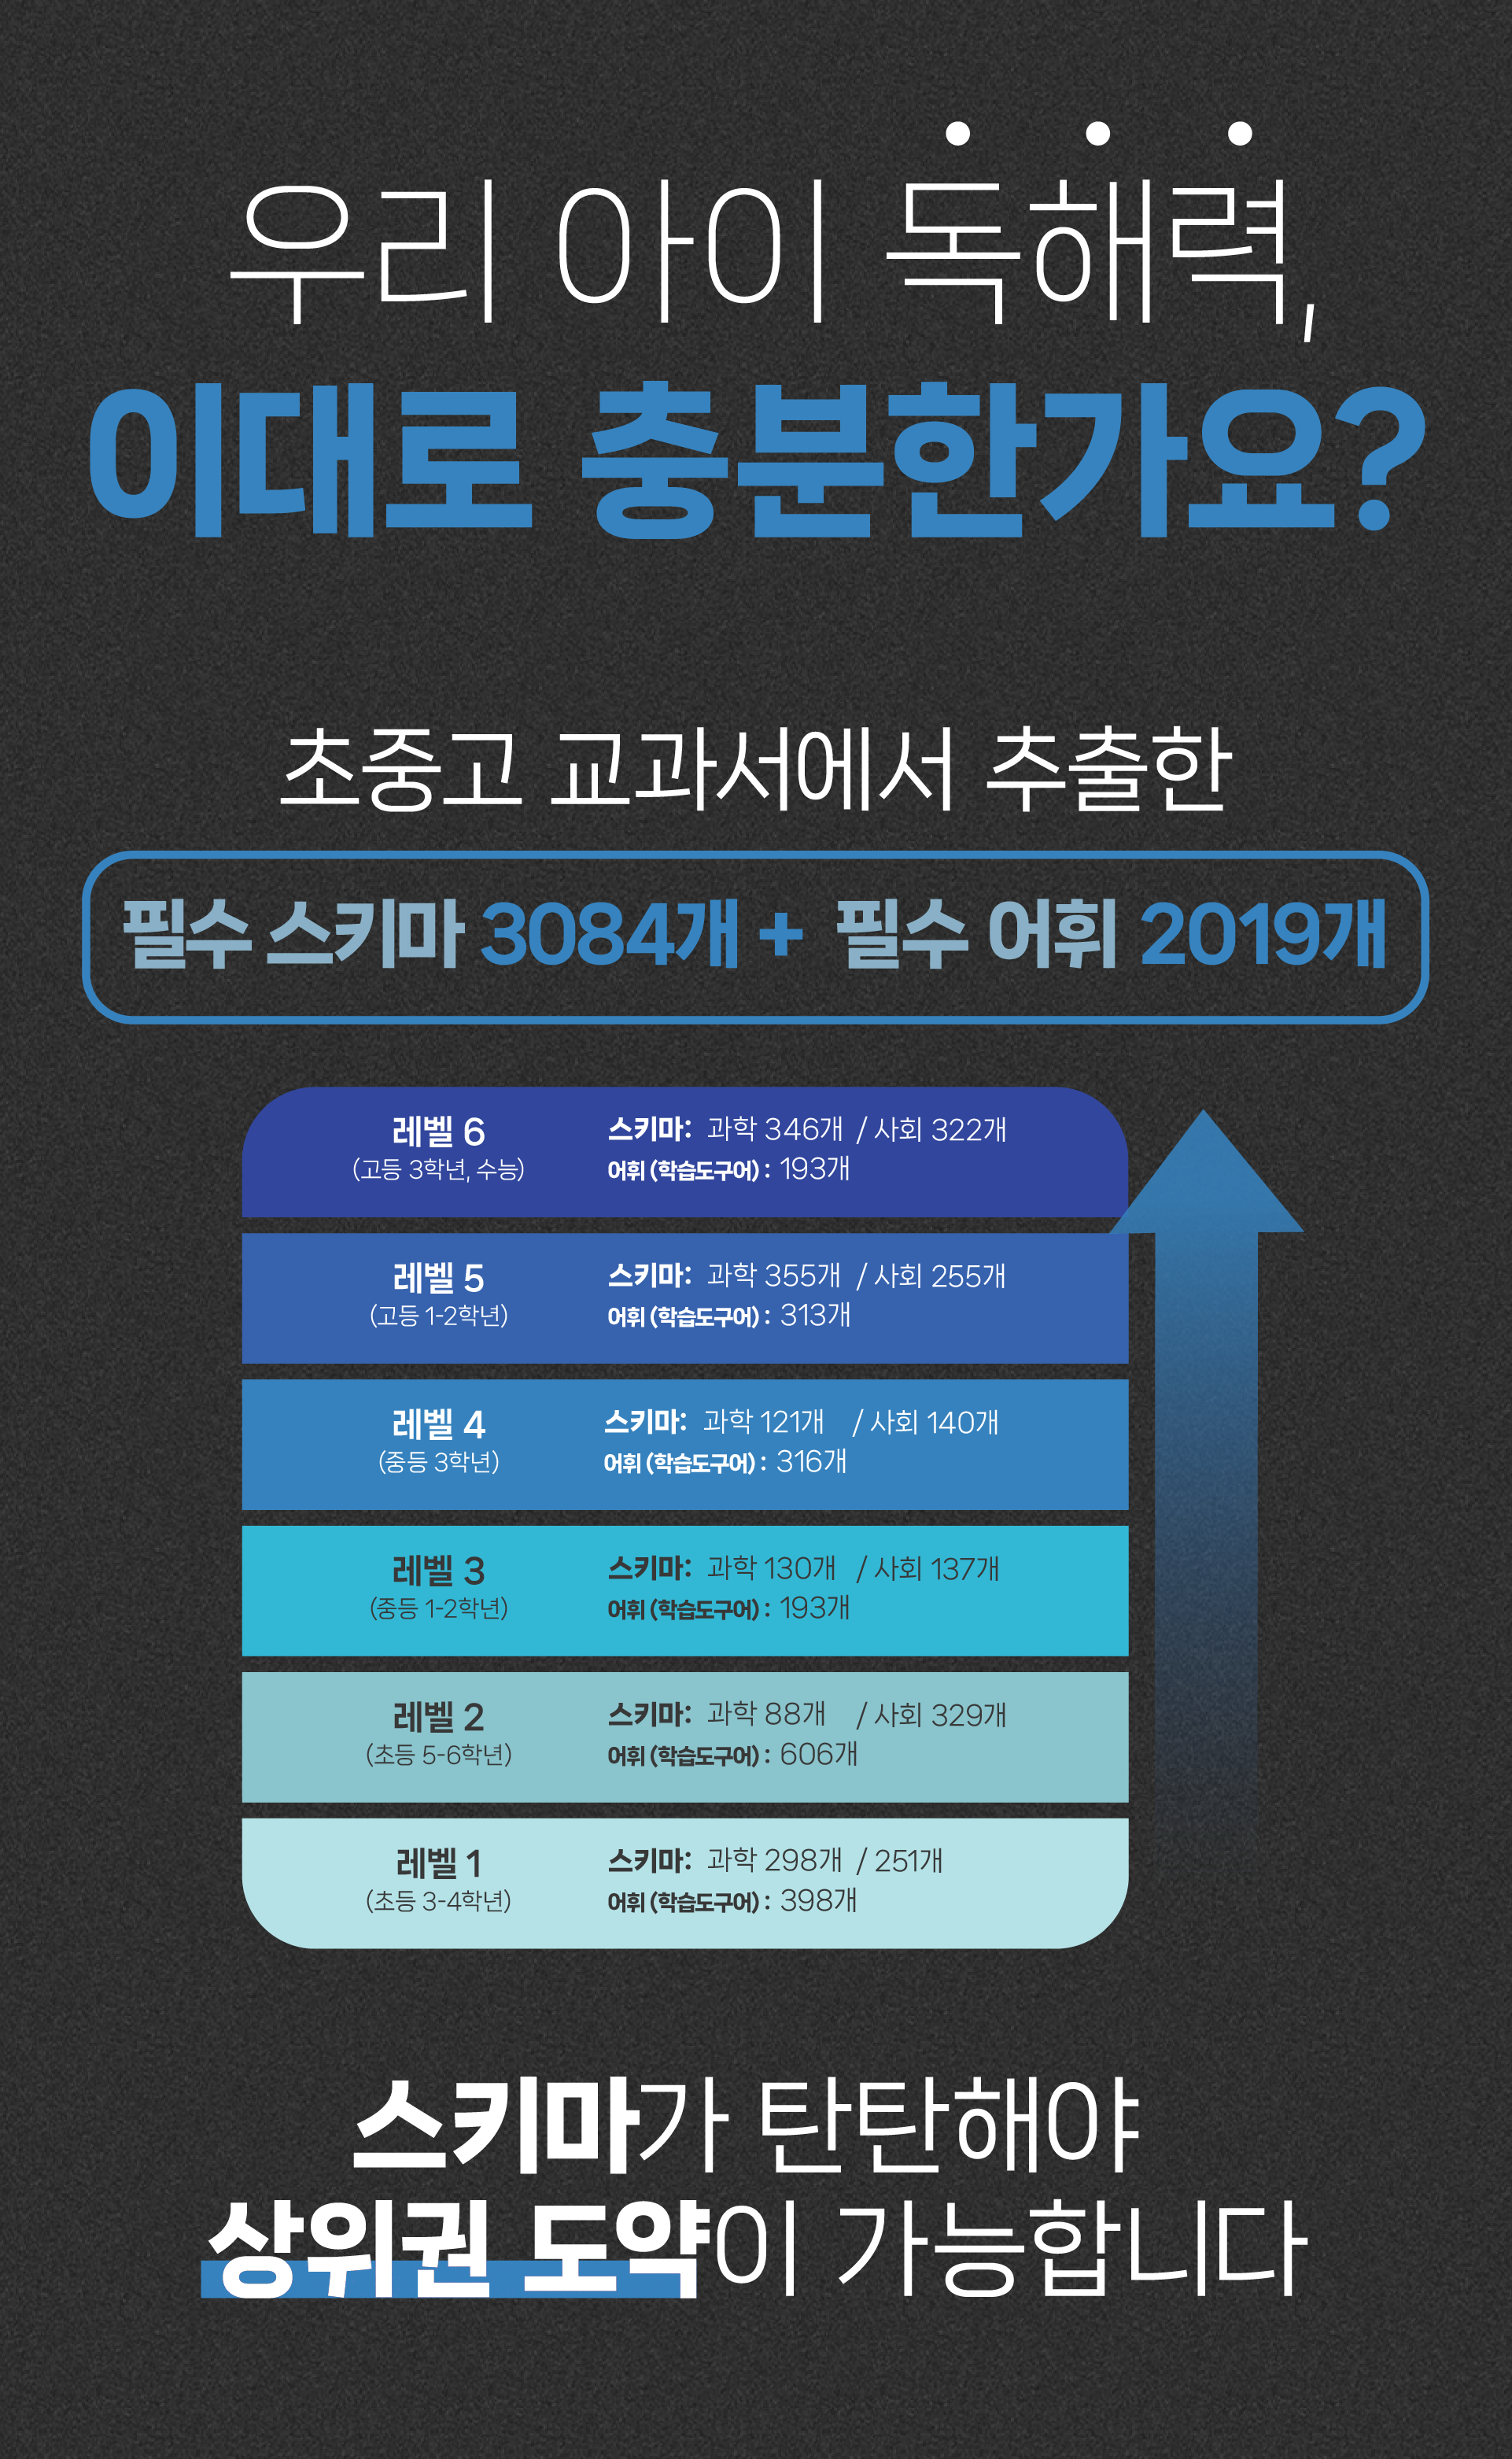 우리 아이 독해력,
이대로 충분한가요?
초중고 교과서에서 추출한
필수 스키마 3084개 + 필수 어휘 2019개
레벨 6
(고등 3학년, 수능)
스키마: 과학 346개 / 사회 322개
어휘 (학습도구어) : 193개
레벨 5
(고등 1-2학년)
스키마: 과학 355개 / 사회 255개
어휘 (학습도구어) : 313개
레벨 4
(중등 3학년)
스키마: 과학 121개 / 사회 140개
어휘 (학습도구어) : 316개
레벨 3
(중등 1-2학년)
스키마: 과학 130개 / 사회 137개
어휘 (학습도구어) : 193개
레벨 2
(초등 5-6학년)
스키마: 과학 88개 / 사회 329개
어휘 (학습도구어) : 606개
레벨 1
(초등 3-4학년)
스키마: 과학 298개 / 251개
어휘 (학습도구어) : 398개
스키마가 탄탄해야
상위권 도약이 가능합니다